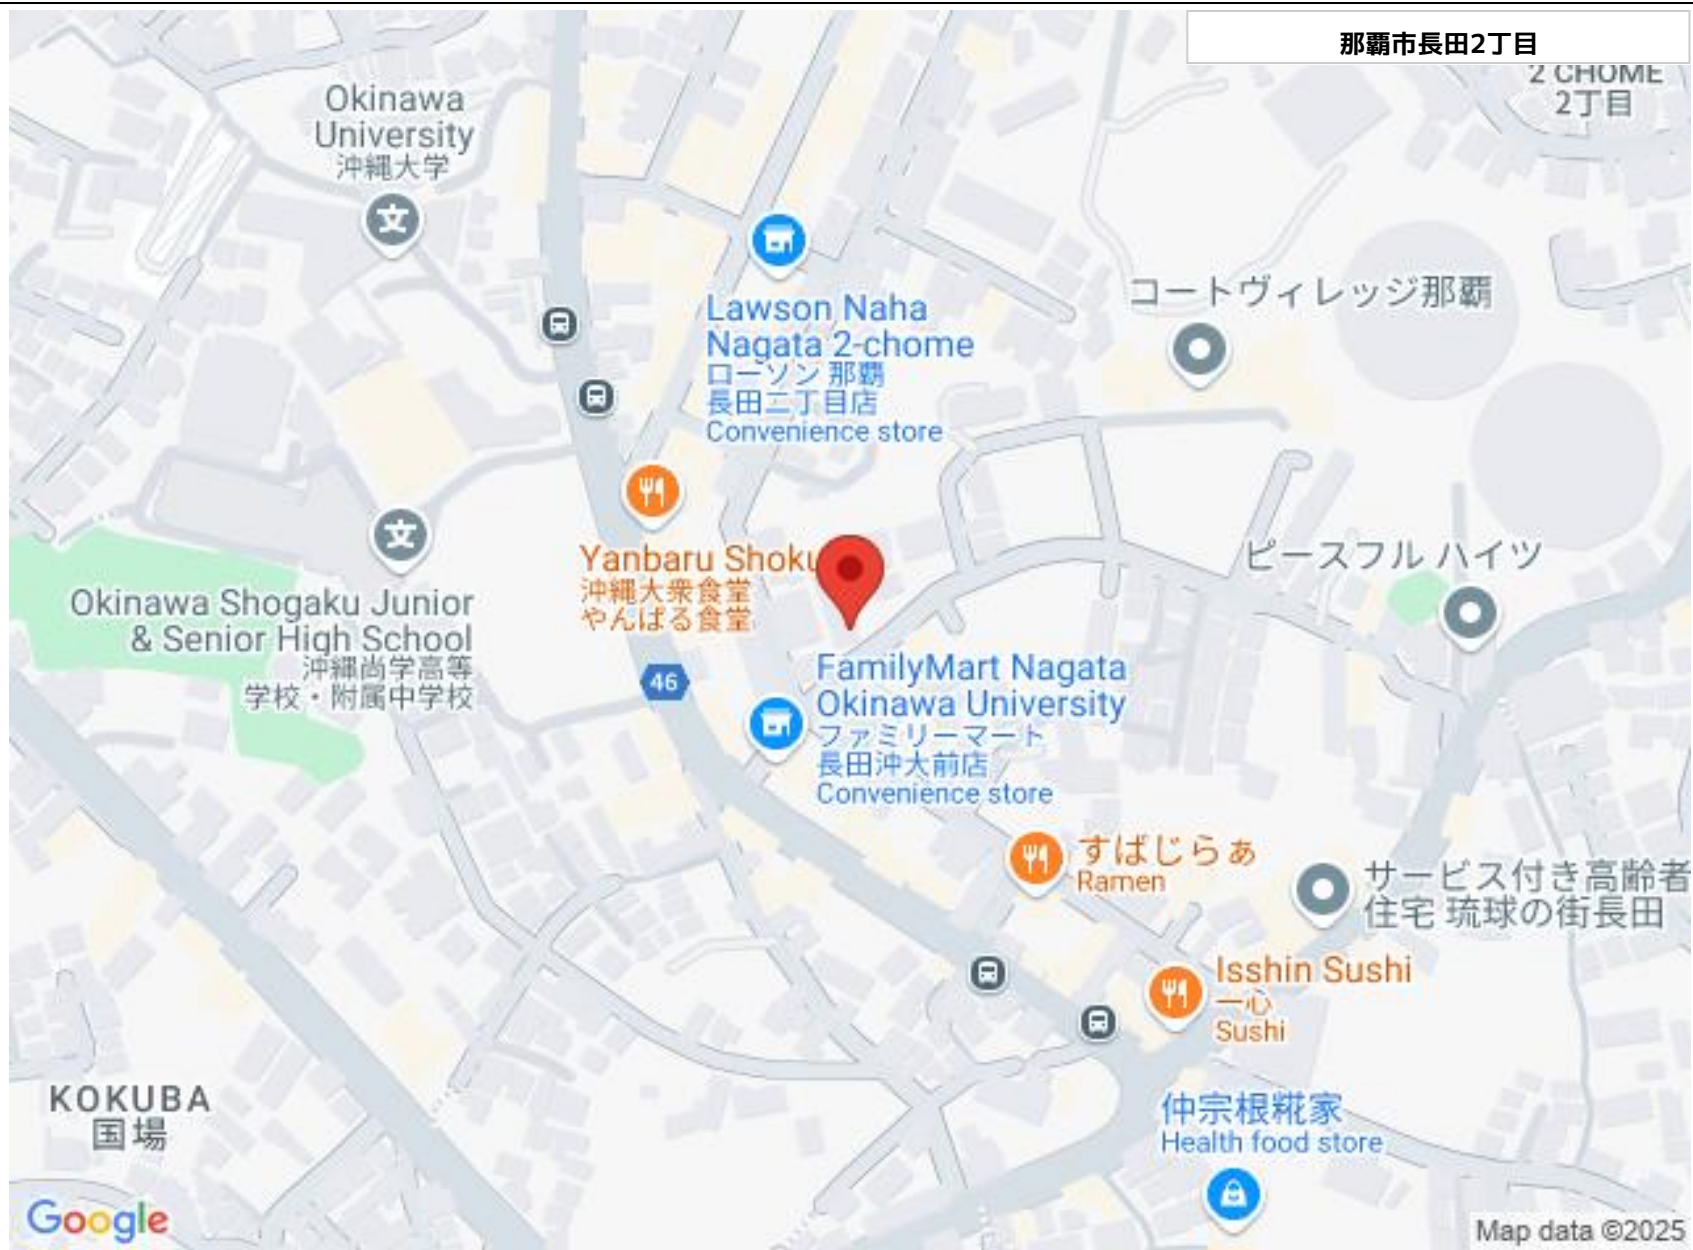 那覇市長田2丁目
2 CHOME
2丁目
Okinawa
University
沖縄大学
文
Lawson Naha
Nagata 2-chome
ローソン 那覇
長田二丁目店
Convenience store
コートヴィレッジ那覇
Yanbaru Shoku
沖縄大衆食堂
やんばる食堂
文
Okinawa Shogaku Junior
& Senior High School
沖縄尚学高等
学校・附属中学校
ピースフル ハイツ
46
FamilyMart Nagata
Okinawa University
ファミリーマート
長田沖大前店
Convenience store
すばじらぁ
Ramen
サービス付き高齢者
住宅 琉球の街長田
Isshin Sushi
一心
Sushi
KOKUBA
国場
仲宗根糀家
Health food store
Google
Map data ©2025